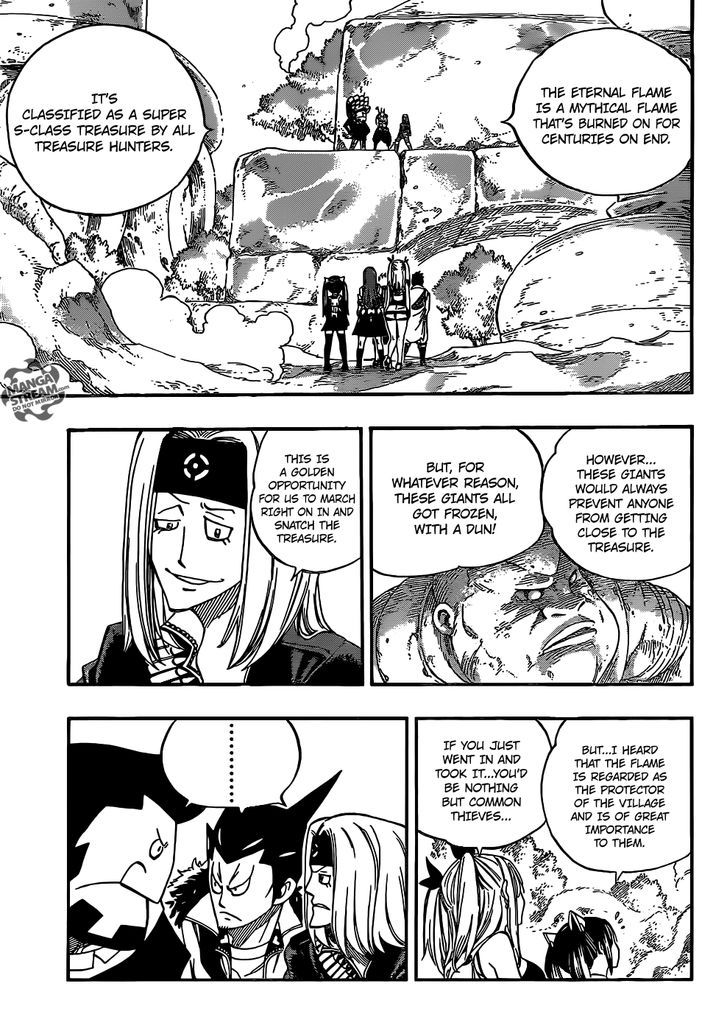 THE ETERNAL FLAME
IS A MYTHICAL FLAME
THAT'S BURNED ON FOR
CENTURIES ON END.
IT'S
CLASSIFIED AS A SUPER
S-CLASS TREASURE BY ALL
TREASURE HUNTERS.
MANGA
STREAM.com
DO NOT MIRROR
HOWEVER...
THESE GIANTS
WOULD ALWAYS
PREVENT ANYONE
FROM GETTING
CLOSE TO THE
TREASURE.
BUT, FOR
WHATEVER REASON,
THESE GIANTS ALL
GOT FROZEN,
WITH A DUN!
THIS IS
A GOLDEN
OPPORTUNITY
FOR US TO MARCH
RIGHT ON IN AND
SNATCH THE
TREASURE.
BUT...I HEARD
THAT THE FLAME
IS REGARDED AS
THE PROTECTOR
OF THE VILLAGE
AND IS OF GREAT
IMPORTANCE
TO THEM.
IF YOU JUST
WENT IN AND
TOOK IT...YOU'D
BE NOTHING
BUT COMMON
THIEVES...
........